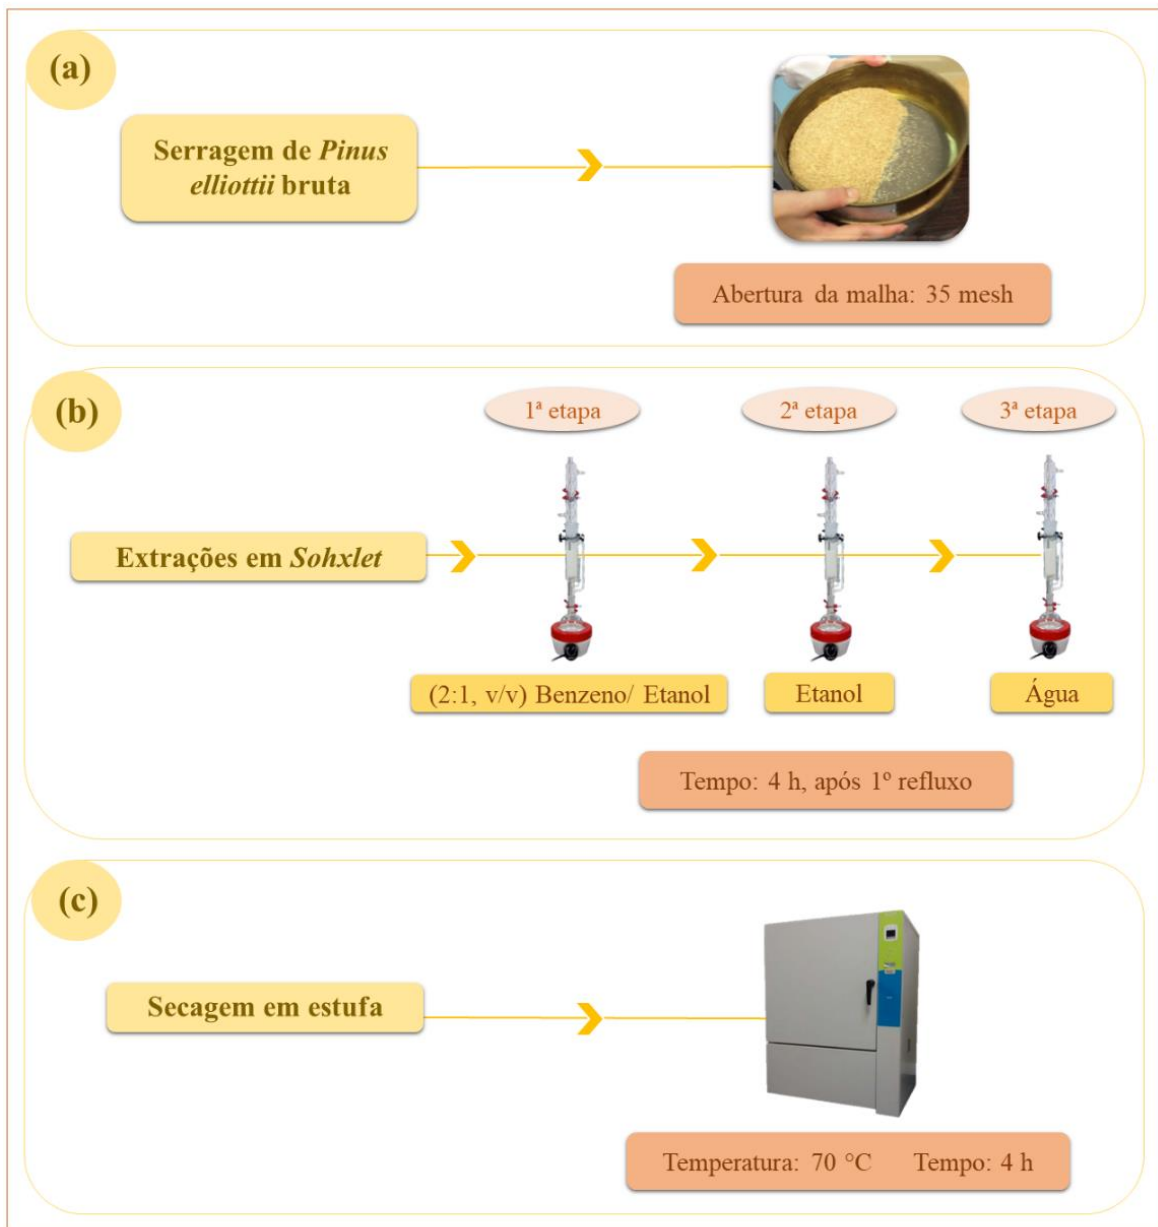 (a)
Serragem de Pinus
elliottii bruta
Abertura da malha: 35 mesh
(b)
1ª etapa
2ª etapa
3ª etapa
Extrações em Sohxlet
(2:1, v/v) Benzeno/ Etanol
Etanol
Água
Tempo: 4 h, após 1º refluxo
(c)
Secagem em estufa
Temperatura: 70 °C Tempo: 4 h